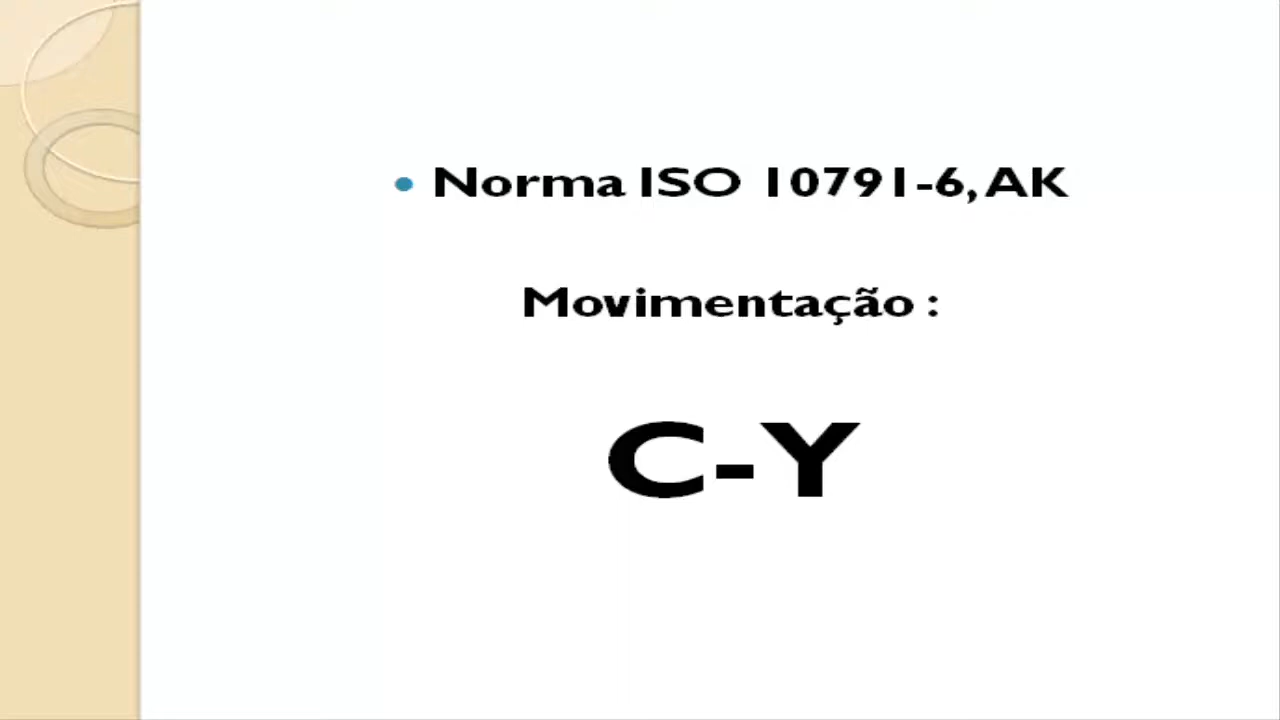 • Norma ISO 10791-6, AK
Movimentação :
C-Y